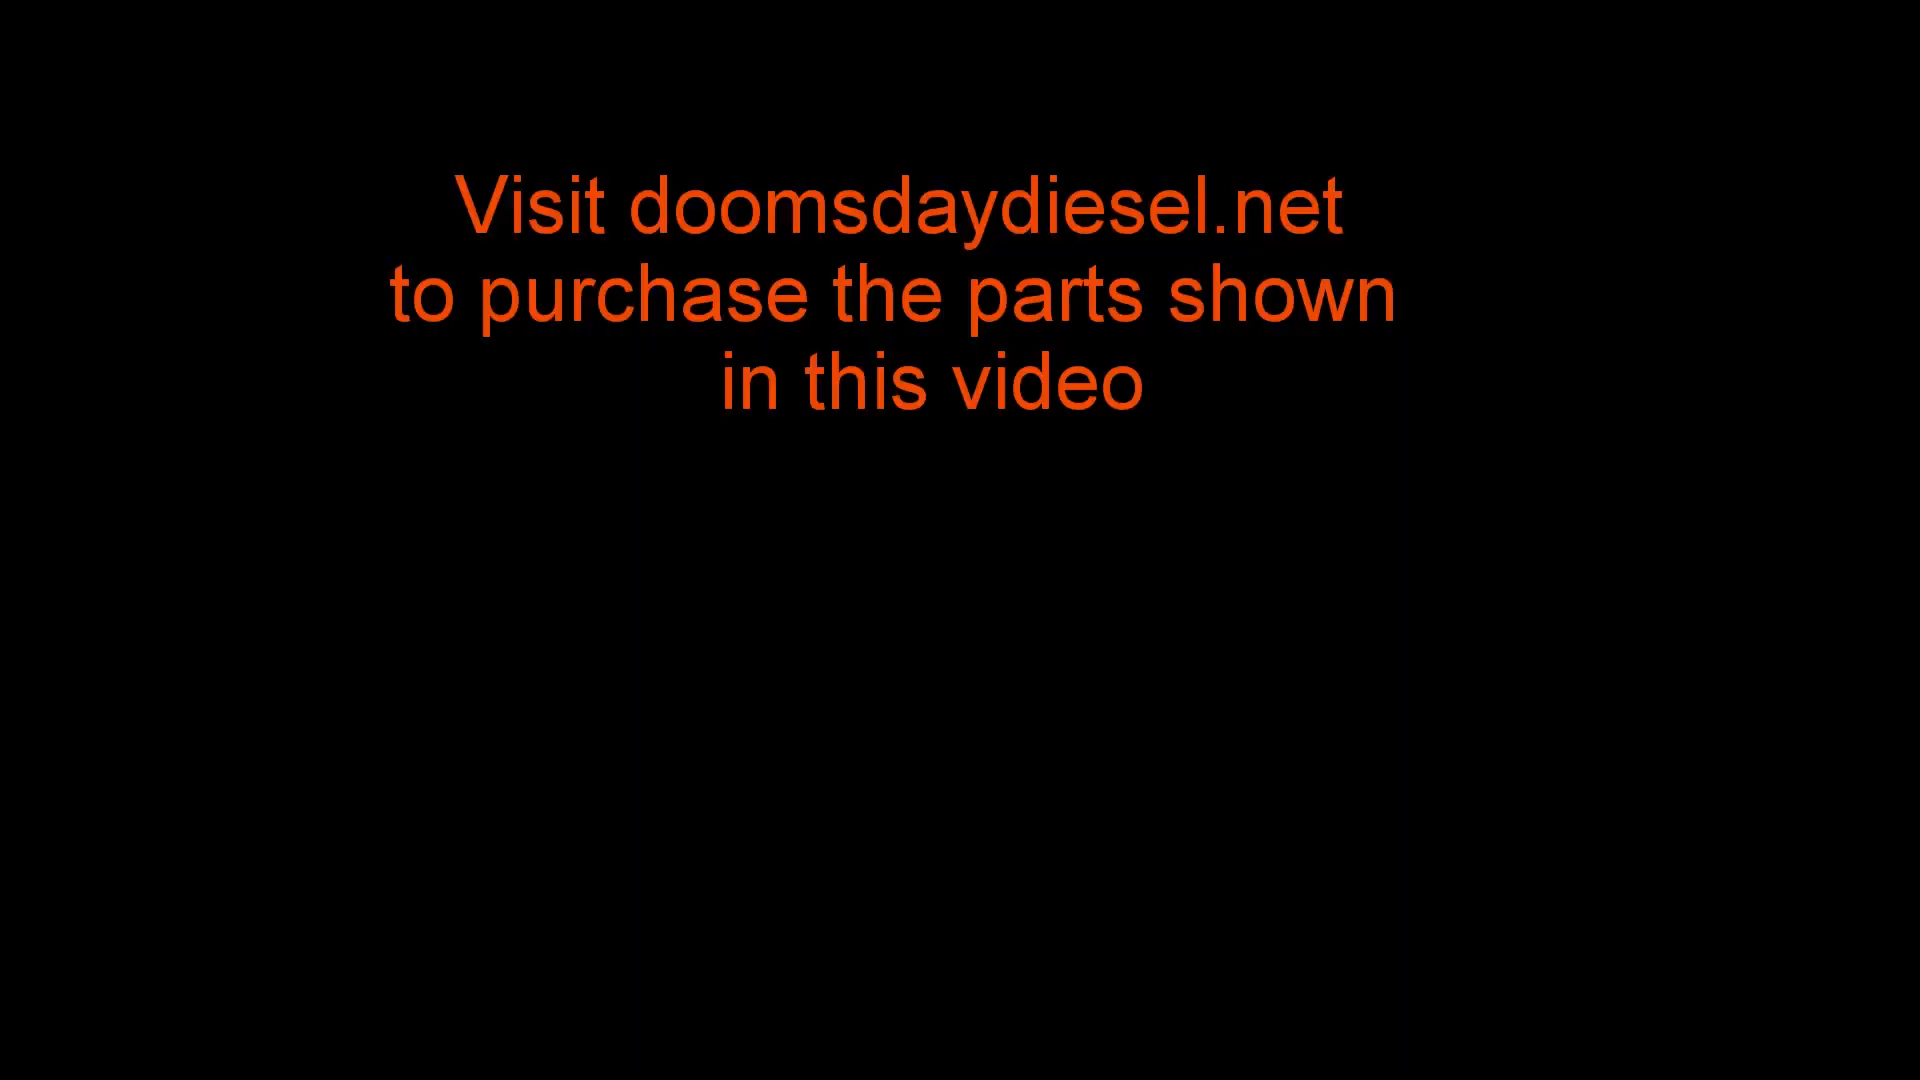 Visit doomsdaydiesel.net
to purchase the parts shown
in this video